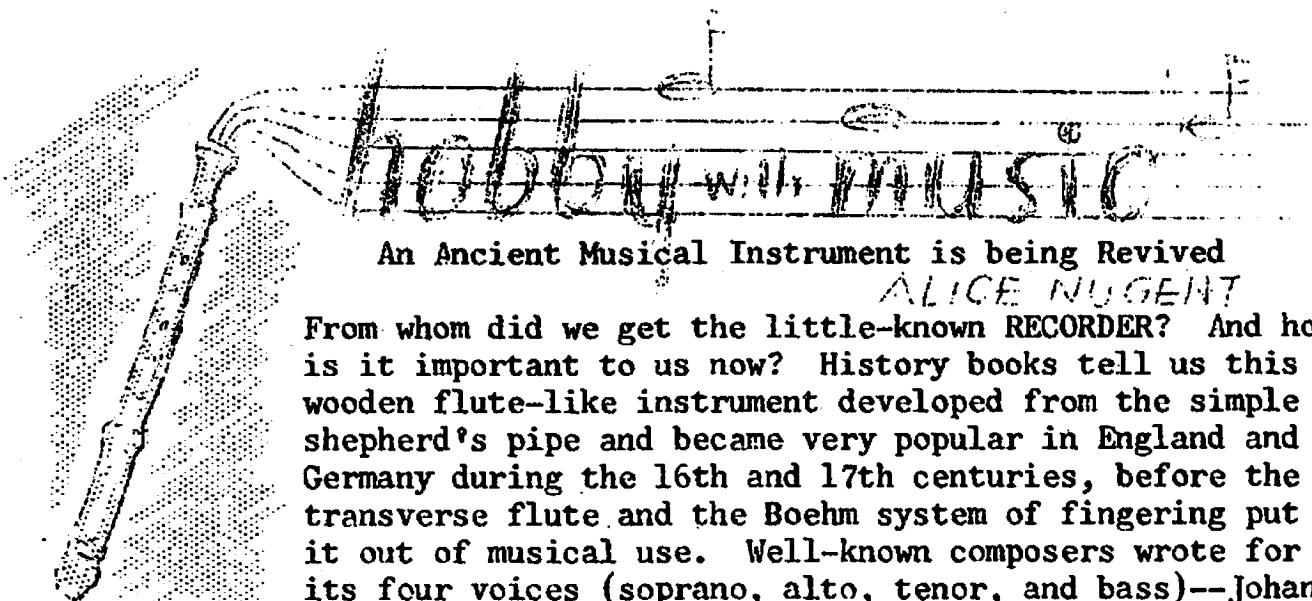 hobby with music
An Ancient Musical Instrument is being Revived
ALICE NUGENT
From whom did we get the little-known RECORDER? And ho
is it important to us now? History books tell us this
wooden flute-like instrument developed from the simple
shepherd's pipe and became very popular in England and
Germany during the 16th and 17th centuries, before the
transverse flute and the Boehm system of fingering put
it out of musical use. Well-known composers wrote for
its four voices (soprano, alto, tenor, and bass)--Johan